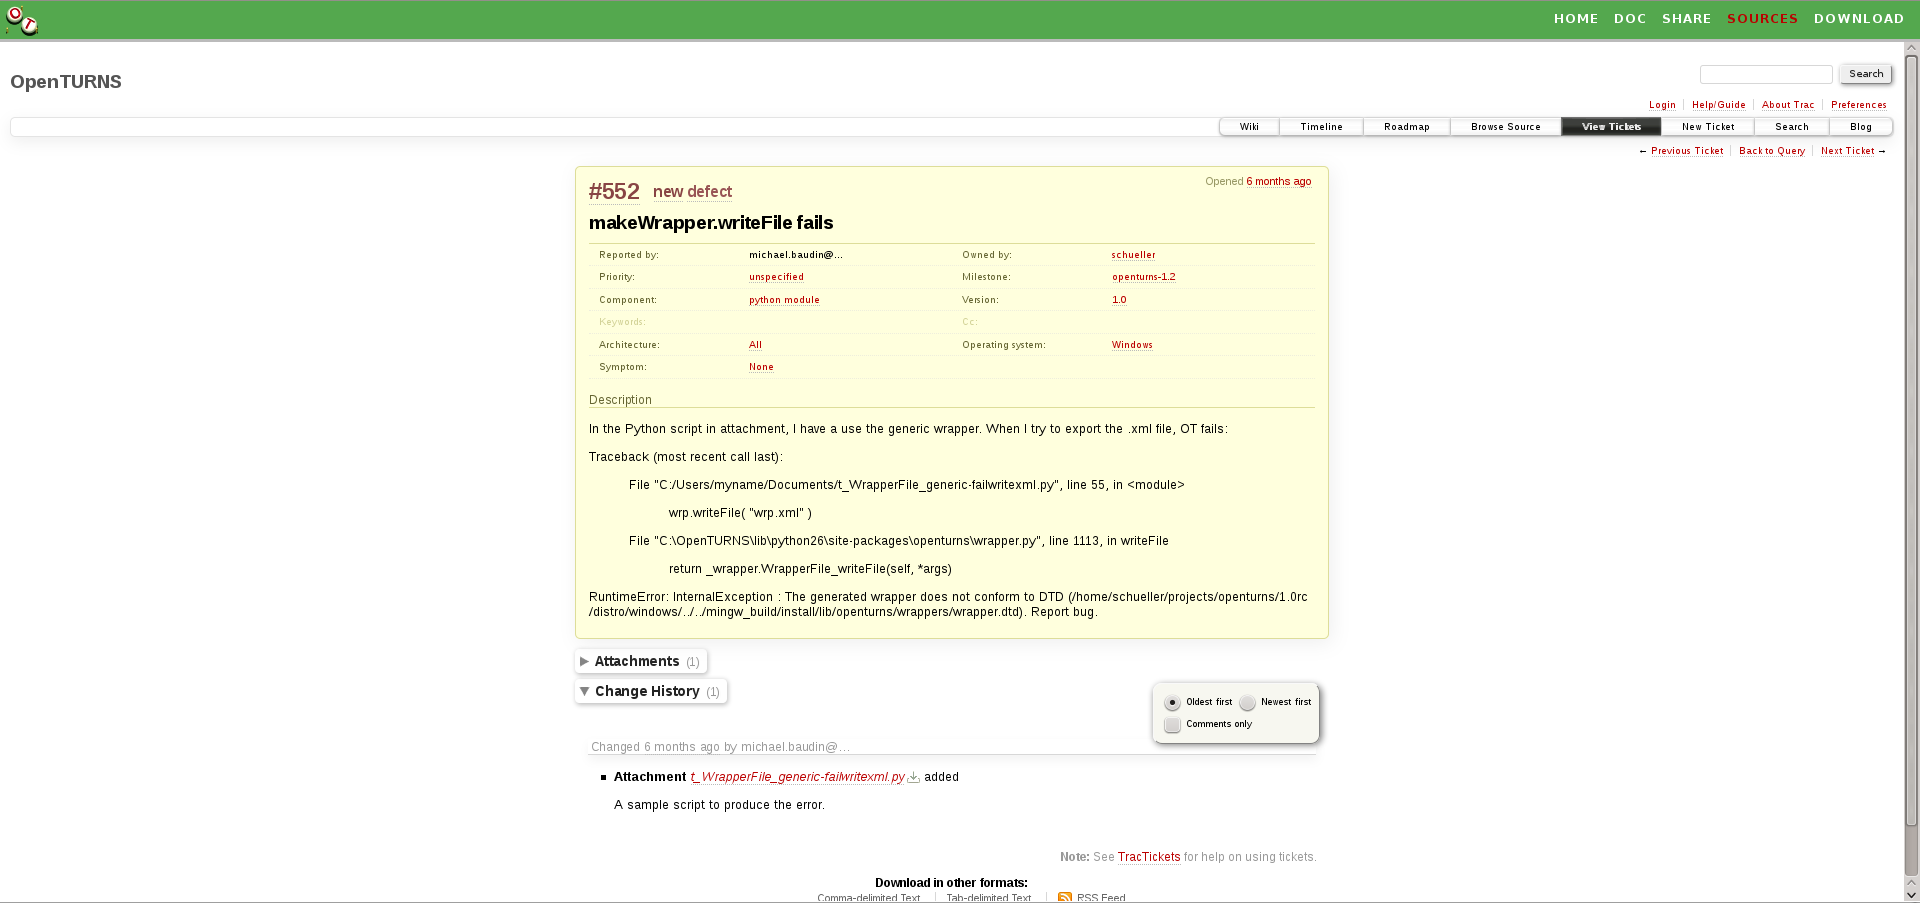 OT
HOME DOC SHARE SOURCES DOWNLOAD
OpenTURNS
Search
Login Help/Guide About Trac Preferences
Wiki Timeline Roadmap Browse Source View Tickets New Ticket Search Blog
← Previous Ticket Back to Query Next Ticket →
#552 new defect
Opened 6 months ago
makeWrapper.writeFile fails
Reported by: michael.baudin@… Owned by: schueller
Priority: unspecified Milestone: openturns-1.2
Component: python module Version: 1.0
Keywords: Cc:
Architecture: All Operating system: Windows
Symptom: None
Description
In the Python script in attachment, I have a use the generic wrapper. When I try to export the .xml file, OT fails:
Traceback (most recent call last):
File "C:/Users/myname/Documents/t_WrapperFile_generic-failwritexml.py", line 55, in <module>
wrp.writeFile( "wrp.xml" )
File "C:\OpenTURNS\lib\python26\site-packages\openturns\wrapper.py", line 1113, in writeFile
return _wrapper.WrapperFile_writeFile(self, *args)
RuntimeError: InternalException : The generated wrapper does not conform to DTD (/home/schueller/projects/openturns/1.0rc
/distro/windows/../../mingw_build/install/lib/openturns/wrappers/wrapper.dtd). Report bug.
Attachments (1)
Change History (1)
Oldest first Newest first
Comments only
Changed 6 months ago by michael.baudin@…
Attachment t_WrapperFile_generic-failwritexml.py added
A sample script to produce the error.
Note: See TracTickets for help on using tickets.
Download in other formats:
Comma-delimited Text Tab-delimited Text RSS Feed